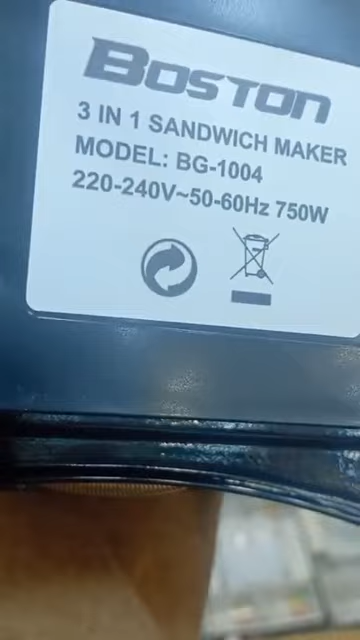 BOSTON
3 IN 1 SANDWICH MAKER
MODEL: BG-1004
220-240V~50-60Hz 750W